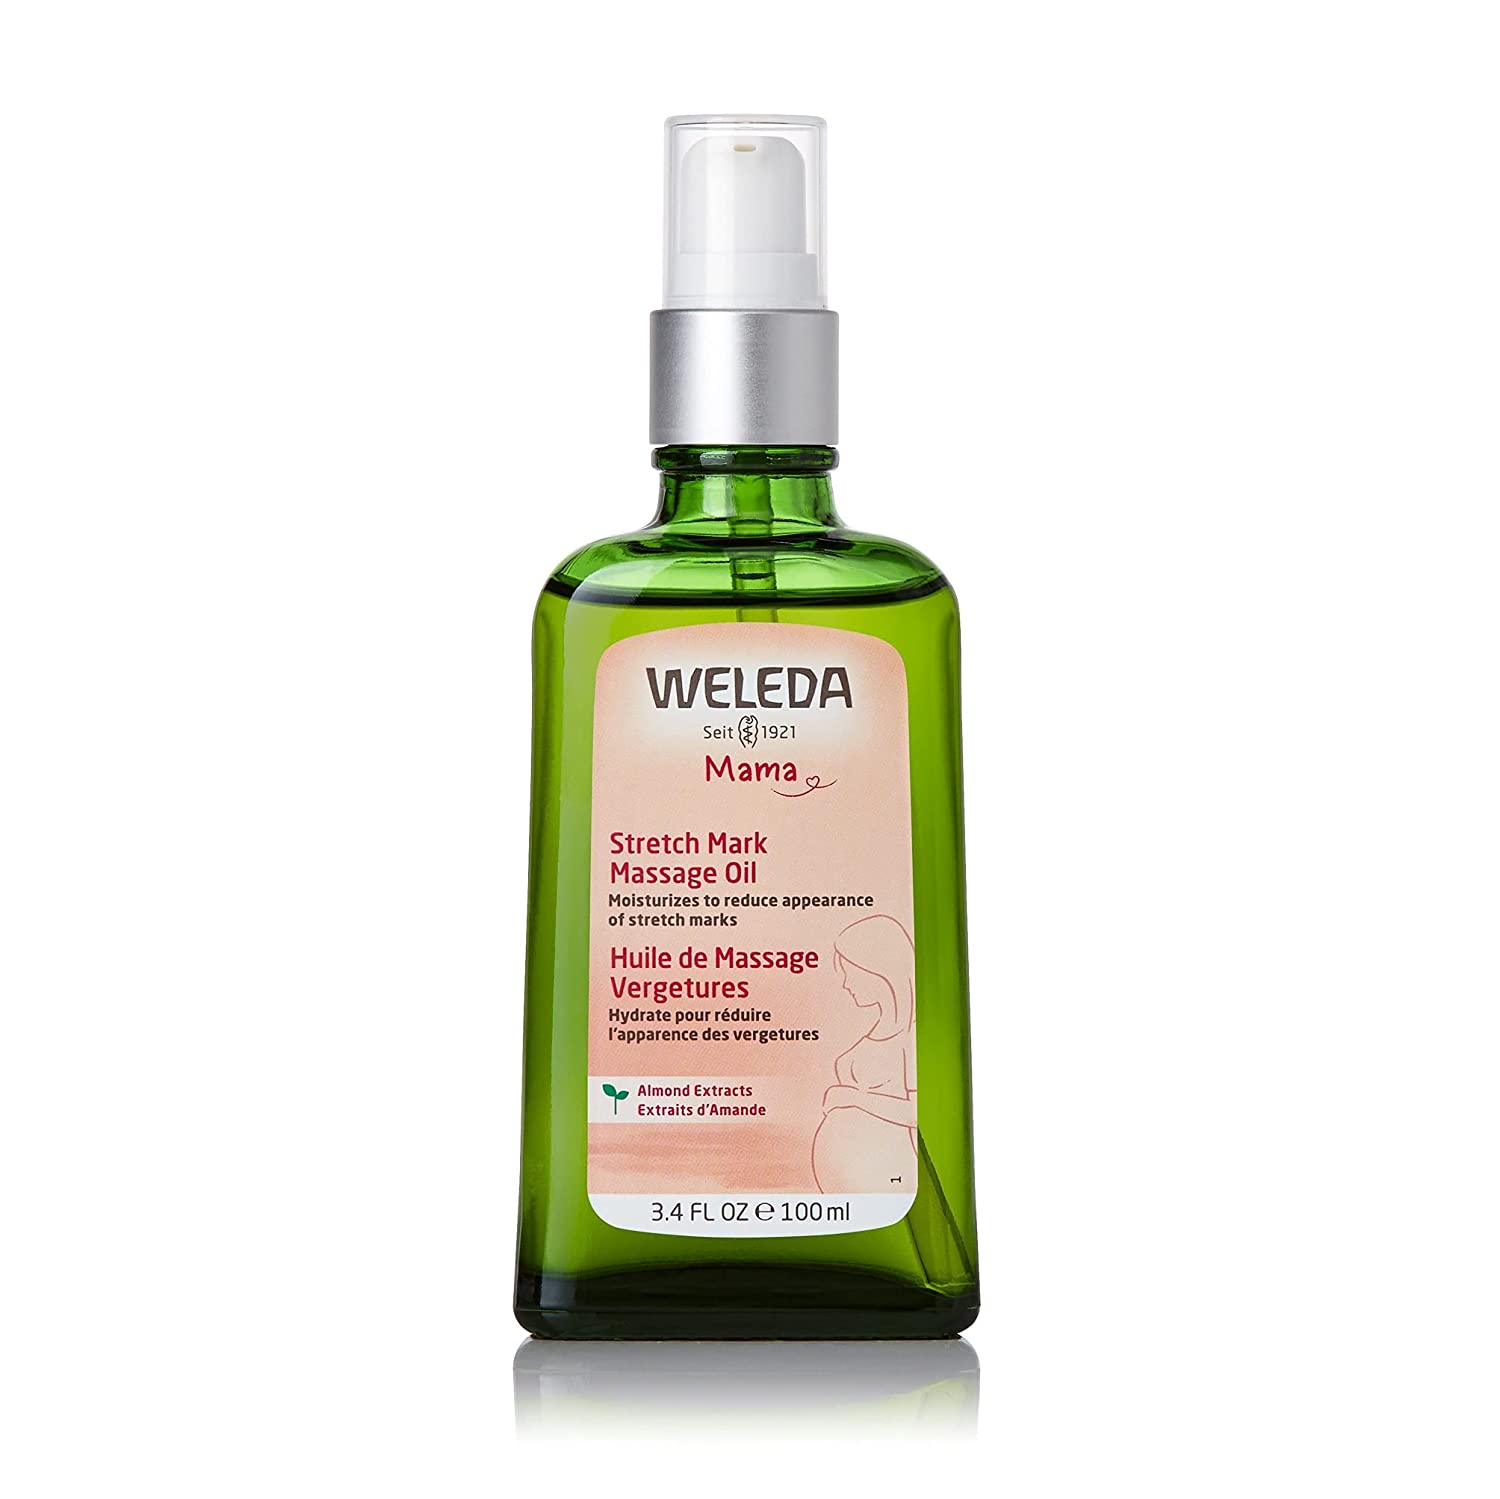 WELEDA
Seit 1921
Mama
Stretch Mark
Massage Oil
Moisturizes to reduce appearance
of stretch marks
Huile de Massage
Vergetures
Hydrate pour réduire
l'apparence des vergetures
Almond Extracts
Extraits d'Amande
1
3.4 FL OZ e 100 ml